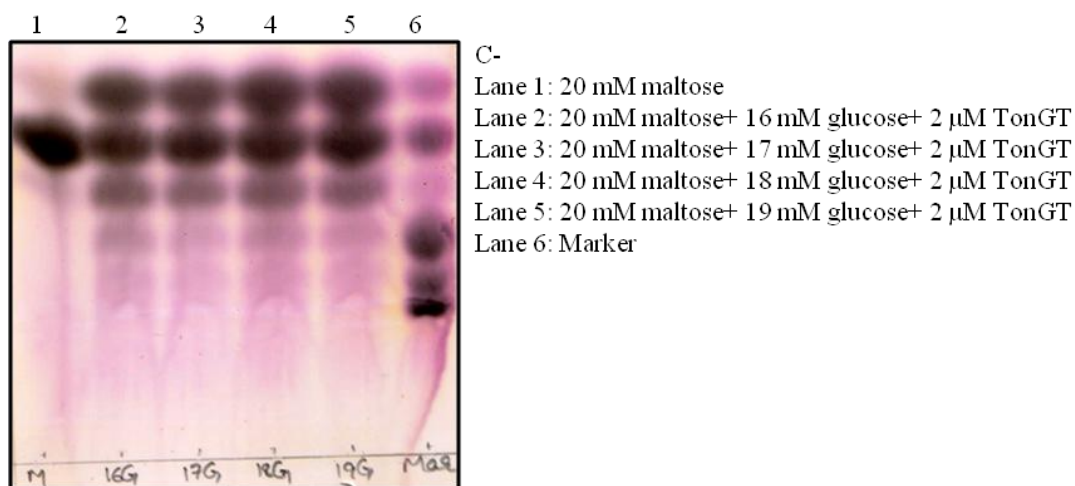 1 2 3 4 5 6
C-
Lane 1: 20 mM maltose
Lane 2: 20 mM maltose+ 16 mM glucose+ 2 μM TonGT
Lane 3: 20 mM maltose+ 17 mM glucose+ 2 μM TonGT
Lane 4: 20 mM maltose+ 18 mM glucose+ 2 μM TonGT
Lane 5: 20 mM maltose+ 19 mM glucose+ 2 μM TonGT
Lane 6: Marker
M 16G 17G 18G 19G Mar